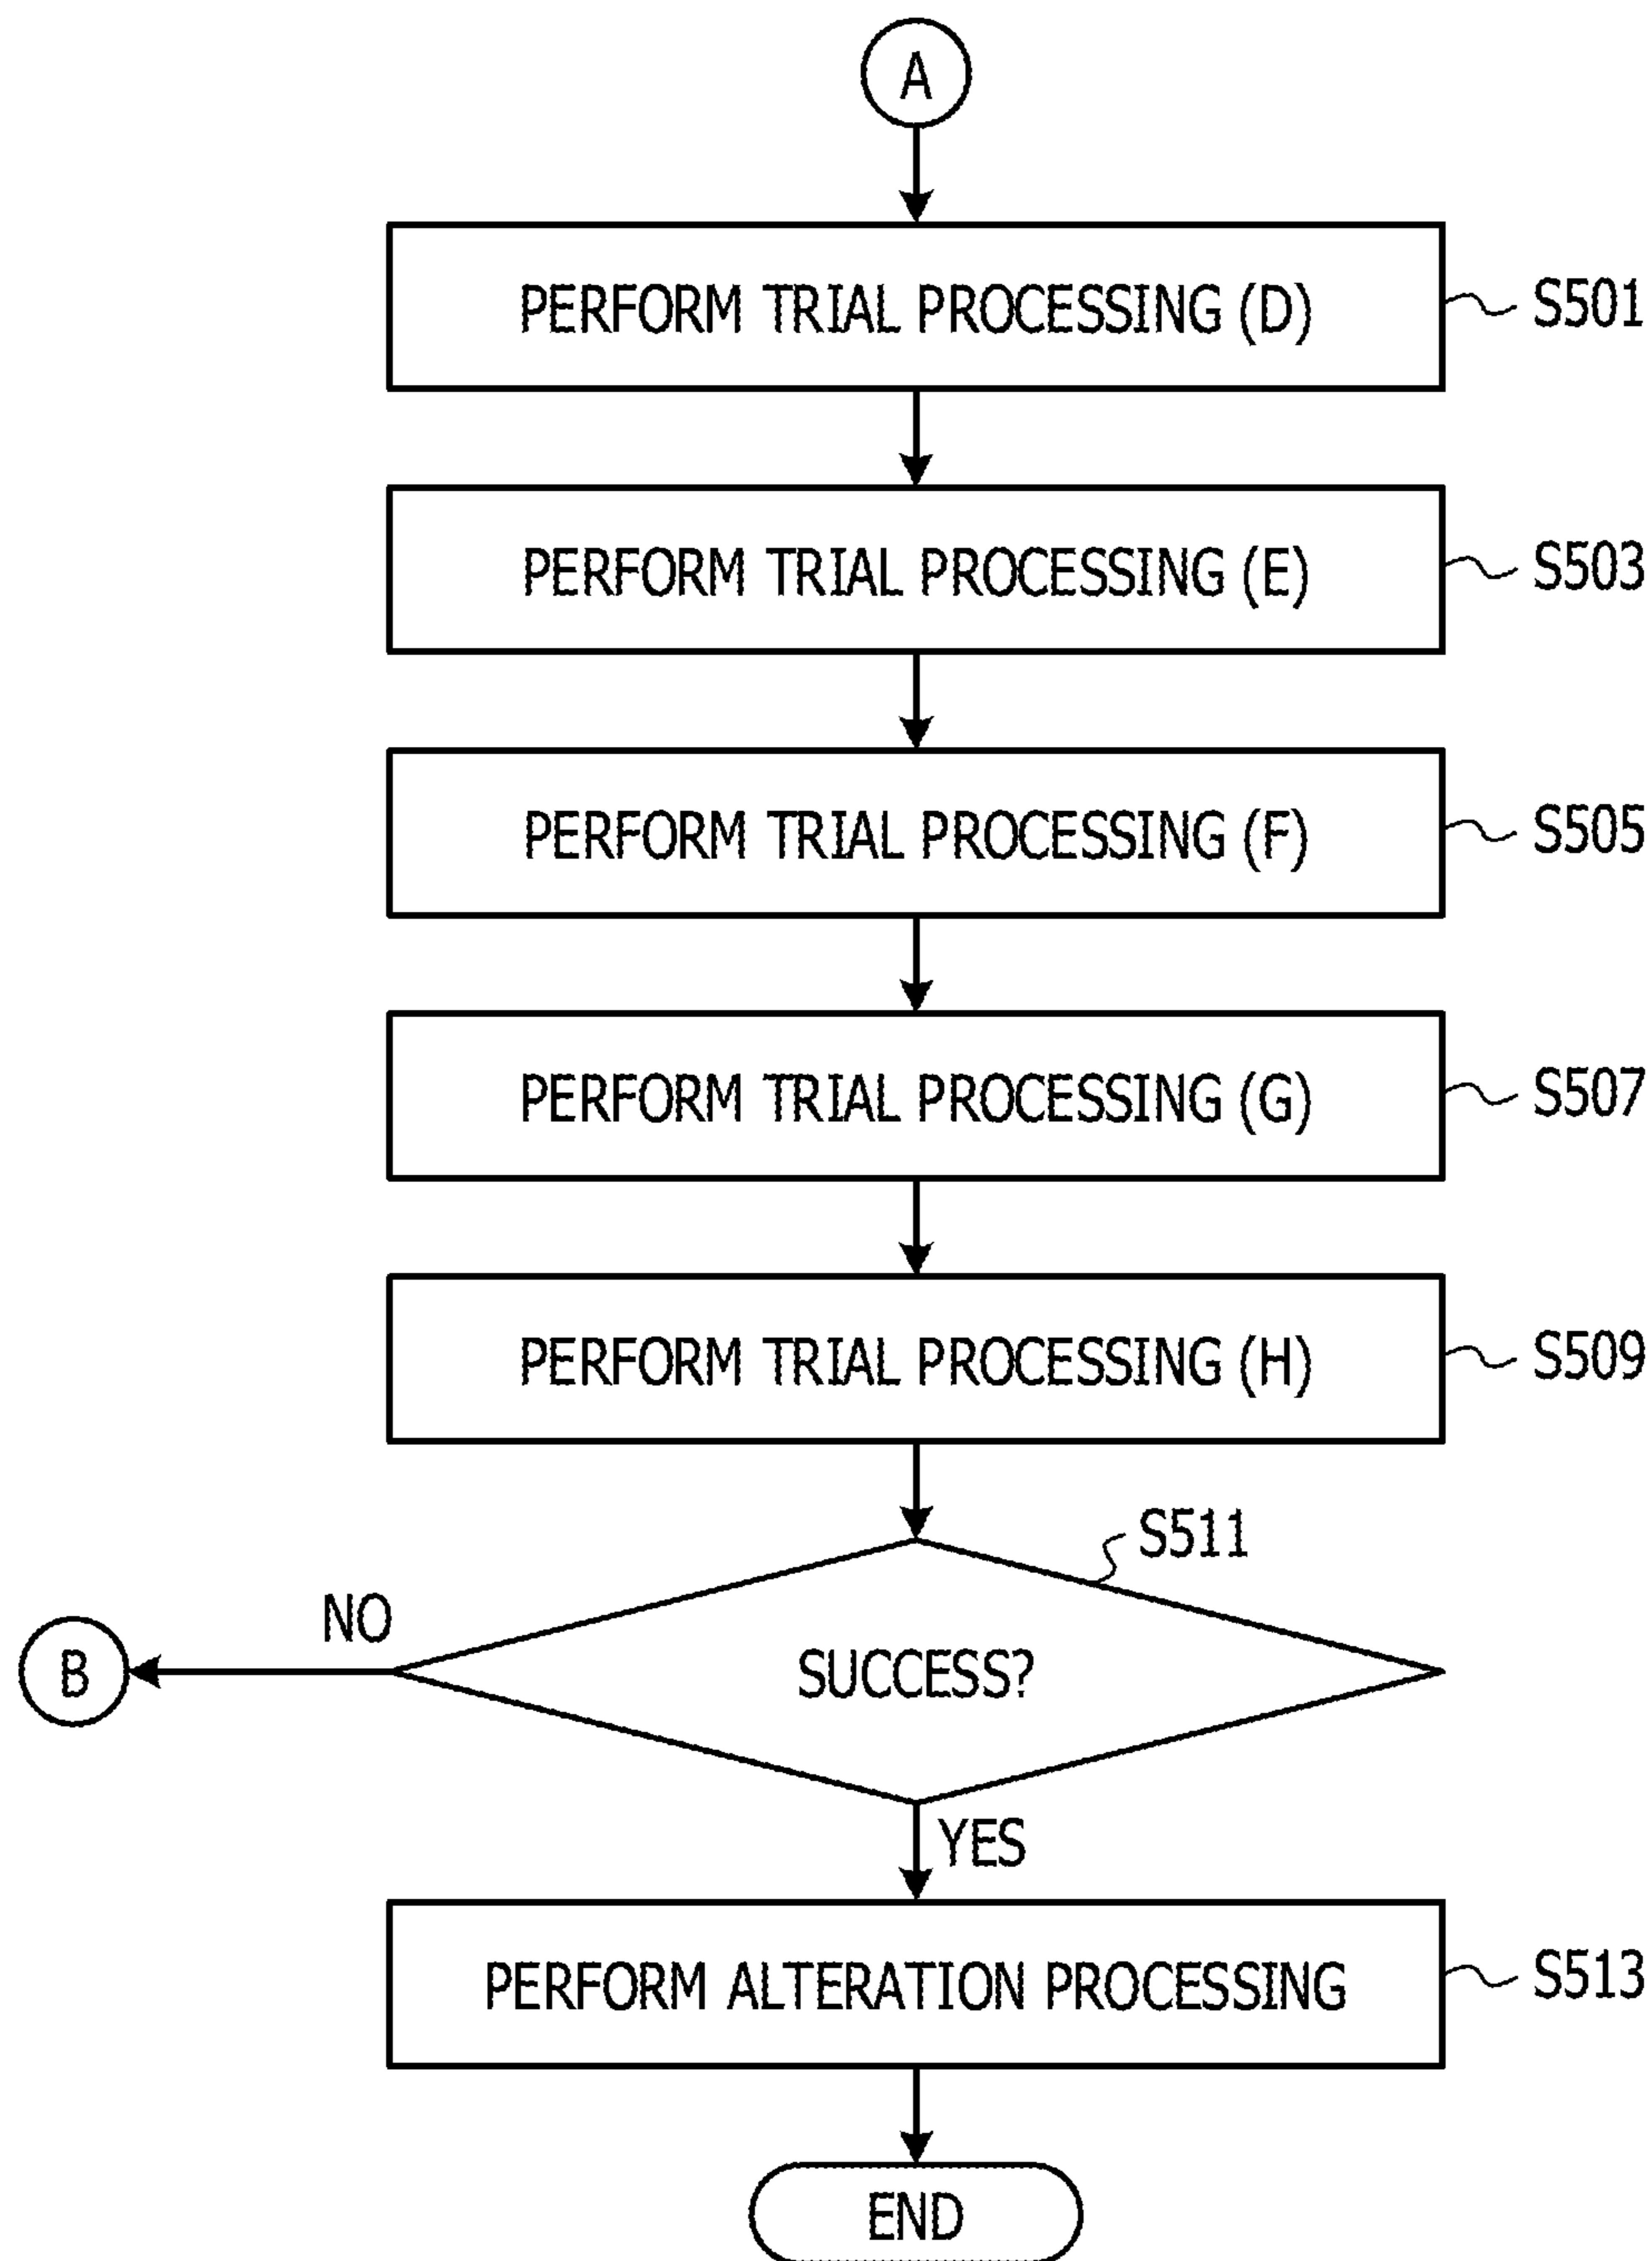 A
PERFORM TRIAL PROCESSING (D)
S501
PERFORM TRIAL PROCESSING (E)
S503
PERFORM TRIAL PROCESSING (F)
S505
PERFORM TRIAL PROCESSING (G)
S507
PERFORM TRIAL PROCESSING (H)
S509
S511
NO
B
SUCCESS?
YES
PERFORM ALTERATION PROCESSING
S513
END